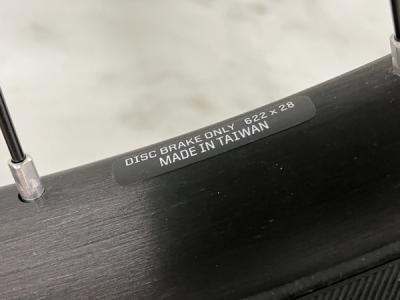 DISC BRAKE ONLY 622 x 28
MADE IN TAIWAN